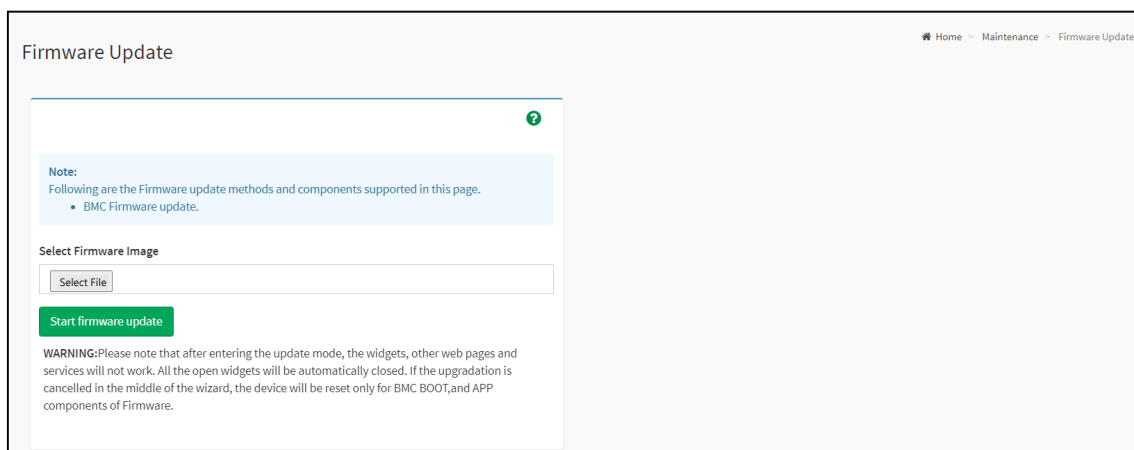 Home > Maintenance > Firmware Update
Firmware Update
Note:
Following are the Firmware update methods and components supported in this page.
• BMC Firmware update.
Select Firmware Image
Select File
Start firmware update
WARNING:Please note that after entering the update mode, the widgets, other web pages and
services will not work. All the open widgets will be automatically closed. If the upgradation is
cancelled in the middle of the wizard, the device will be reset only for BMC BOOT,and APP
components of Firmware.